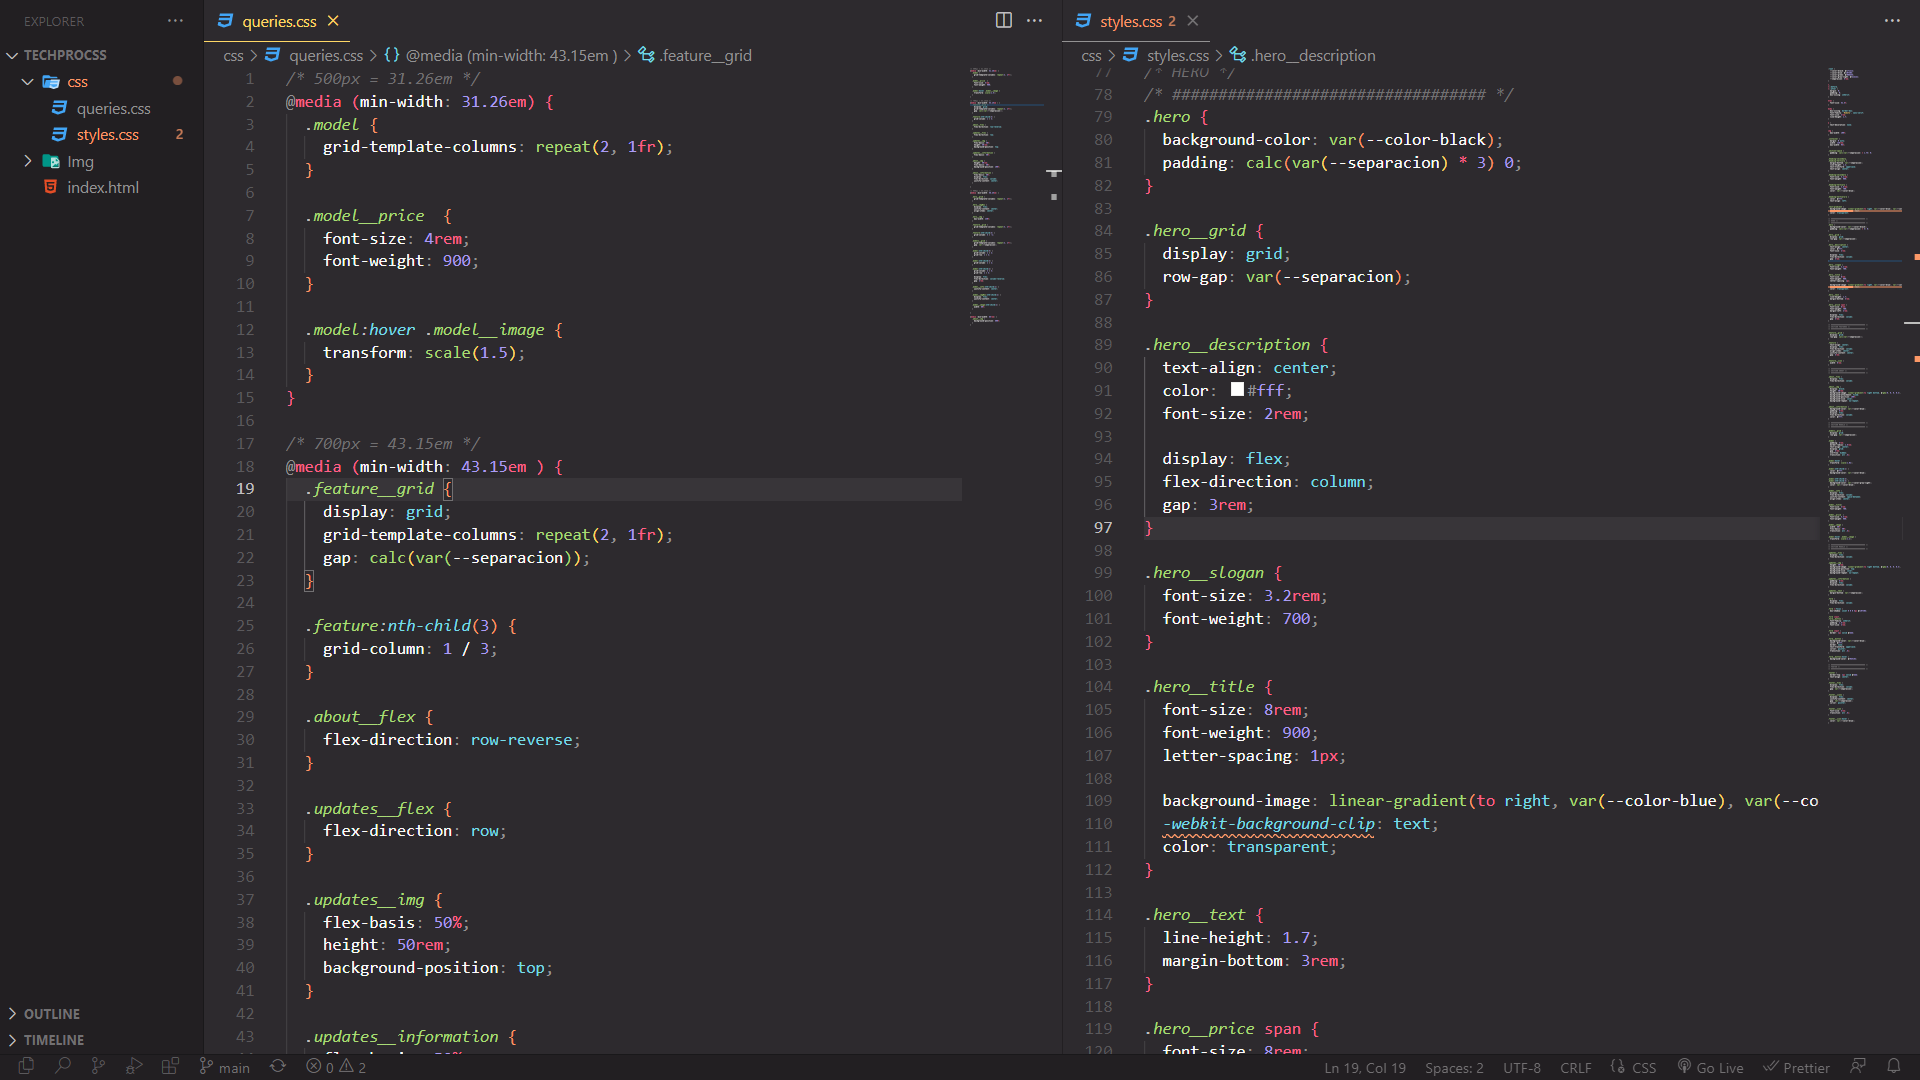 EXPLORER
TECHPROCSS
css
queries.css
styles.css 2
Img
index.html
OUTLINE
TIMELINE
queries.css
css > queries.css > {} @media (min-width: 43.15em ) > .feature__grid
1 /* 500px = 31.26em */
2 @media (min-width: 31.26em) {
3 .model {
4 grid-template-columns: repeat(2, 1fr);
5 }
6
7 .model__price  {
8 font-size: 4rem;
9 font-weight: 900;
10 }
11
12 .model:hover .model__image {
13 transform: scale(1.5);
14 }
15 }
16
17 /* 700px = 43.15em */
18 @media (min-width: 43.15em ) {
19 .feature__grid {
20 display: grid;
21 grid-template-columns: repeat(2, 1fr);
22 gap: calc(var(--separacion));
23 }
24
25 .feature:nth-child(3) {
26 grid-column: 1 / 3;
27 }
28
29 .about__flex {
30 flex-direction: row-reverse;
31 }
32
33 .updates__flex {
34 flex-direction: row;
35 }
36
37 .updates__img {
38 flex-basis: 50%;
39 height: 50rem;
40 background-position: top;
41 }
42
43 .updates__information {
styles.css 2
css > styles.css > .hero__description
77 /* HERO */
78 /* ################################## */
79 .hero {
80 background-color: var(--color-black);
81 padding: calc(var(--separacion) * 3) 0;
82 }
83
84 .hero__grid {
85 display: grid;
86 row-gap: var(--separacion);
87 }
88
89 .hero__description {
90 text-align: center;
91 color: #fff;
92 font-size: 2rem;
93
94 display: flex;
95 flex-direction: column;
96 gap: 3rem;
97 }
98
99 .hero__slogan {
100 font-size: 3.2rem;
101 font-weight: 700;
102 }
103
104 .hero__title {
105 font-size: 8rem;
106 font-weight: 900;
107 letter-spacing: 1px;
108
109 background-image: linear-gradient(to right, var(--color-blue), var(--co
110 -webkit-background-clip: text;
111 color: transparent;
112 }
113
114 .hero__text {
115 line-height: 1.7;
116 margin-bottom: 3rem;
117 }
118
119 .hero__price span {
120 font-size: 8rem;
main 0 2 Ln 19, Col 19 Spaces: 2 UTF-8 CRLF {} CSS Go Live Prettier